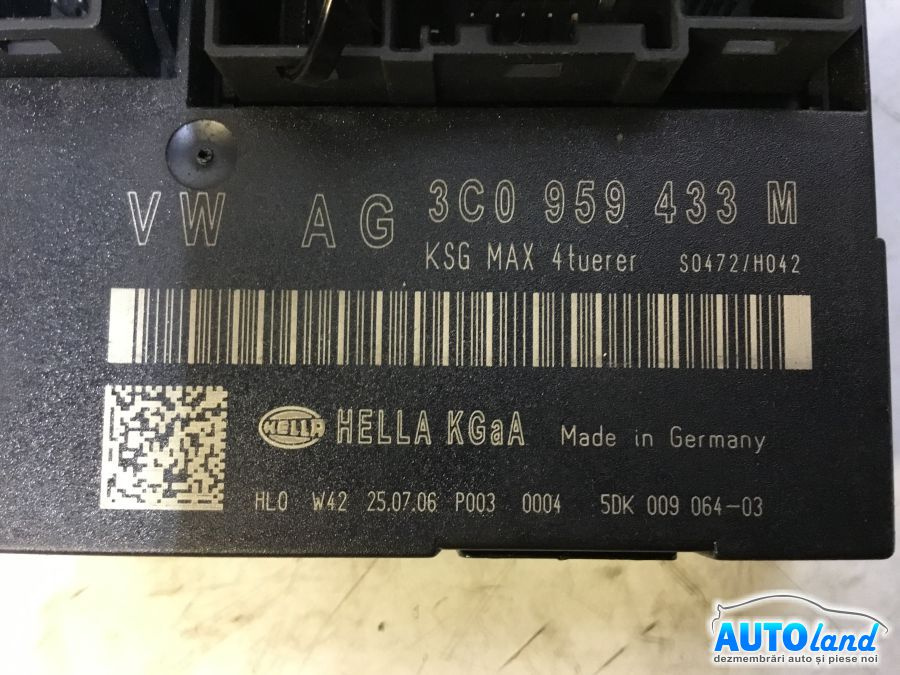 VW AG 3C0 959 433 M
KSG MAX 4tuerer S0472/H042
HELLA HELLA KGaA Made in Germany
HLO W42 25.07.06 P003 0004 5DK 009 064-03
AUTOland
dezmembrări auto și piese noi